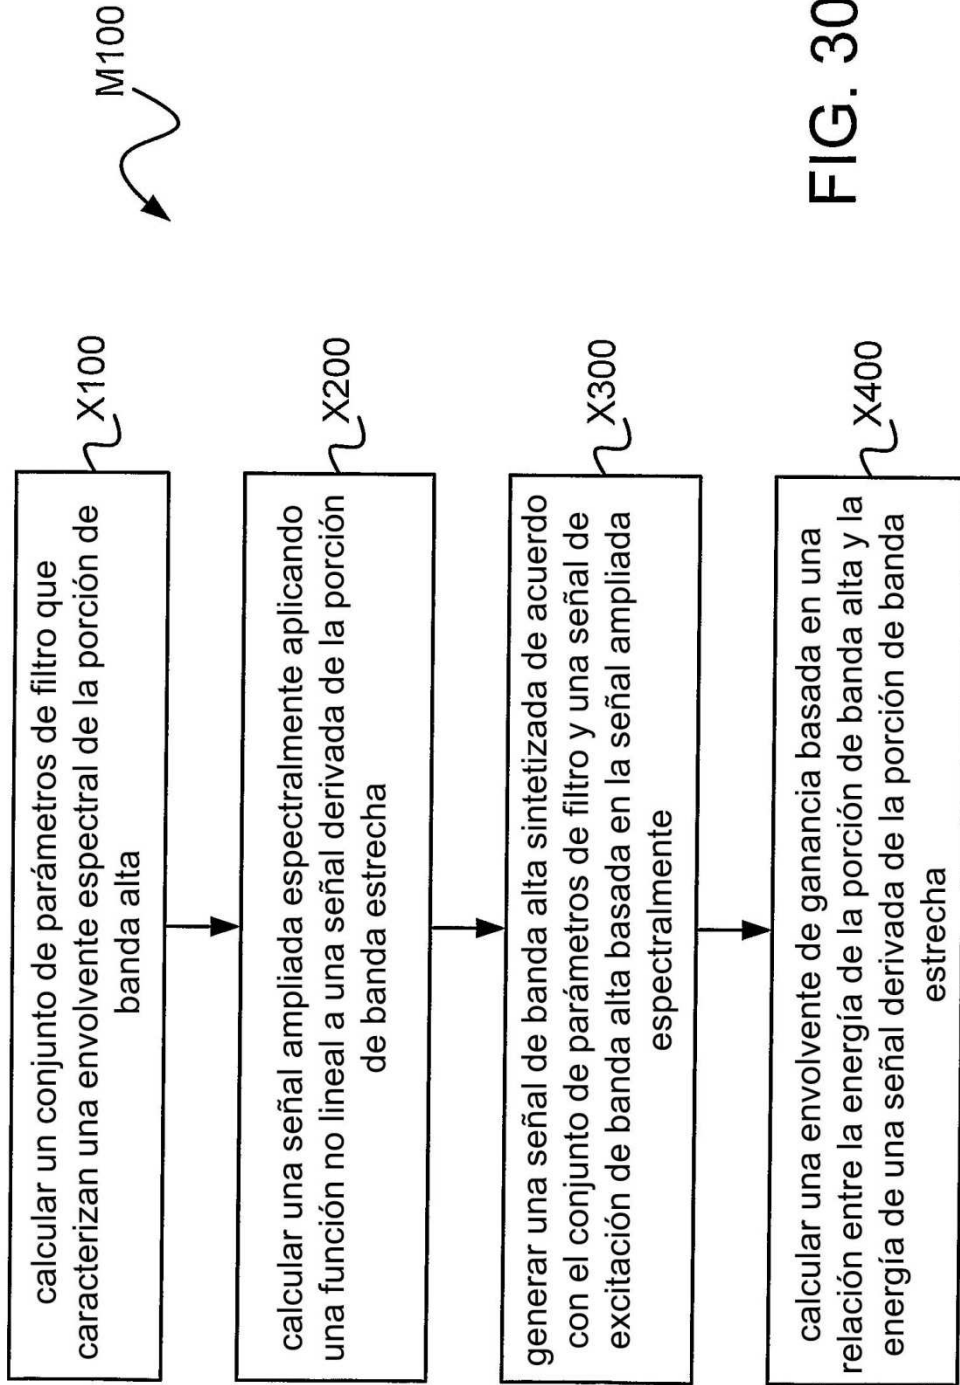 M100
X100
calcular un conjunto de parámetros de filtro que
caracterizan una envolvente espectral de la porción de
banda alta
X200
calcular una señal ampliada espectralmente aplicando
una función no lineal a una señal derivada de la porción
de banda estrecha
X300
generar una señal de banda alta sintetizada de acuerdo
con el conjunto de parámetros de filtro y una señal de
excitación de banda alta basada en la señal ampliada
espectralmente
X400
calcular una envolvente de ganancia basada en una
relación entre la energía de la porción de banda alta y la
energía de una señal derivada de la porción de banda
estrecha
FIG. 30